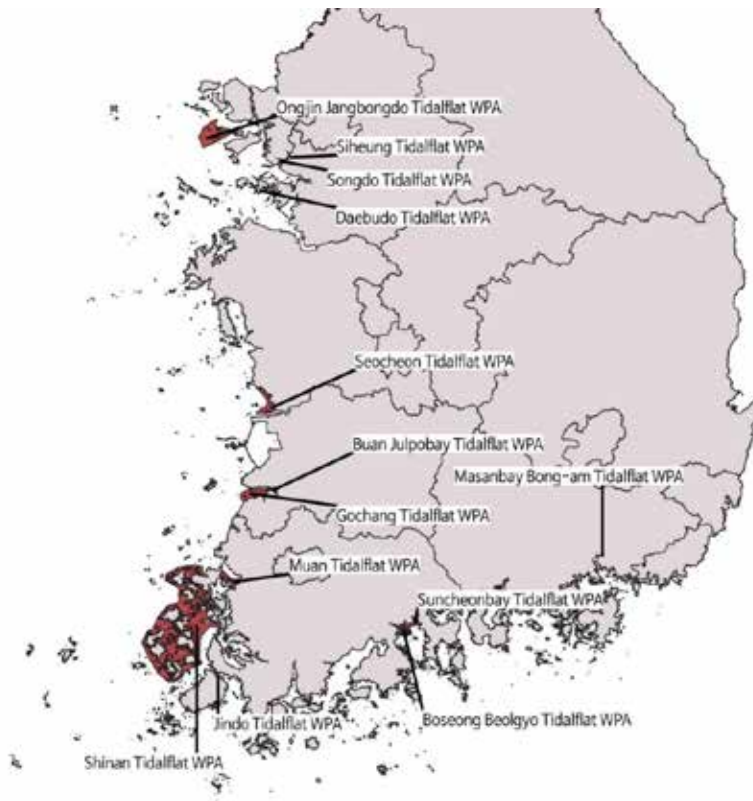 Ongjin Jangbongdo Tidalflat WPA
Siheung Tidalflat WPA
Songdo Tidalflat WPA
Daebudo Tidalflat WPA
Seocheon Tidalflat WPA
Buan Julpobay Tidalflat WPA
Masanbay Bong-am Tidalflat WPA
Gochang Tidalflat WPA
Muan Tidalflat WPA
Suncheonbay Tidalflat WPA
Jindo Tidalflat WPA
Boseong Beolgyo Tidalflat WPA
Shinan Tidalflat WPA